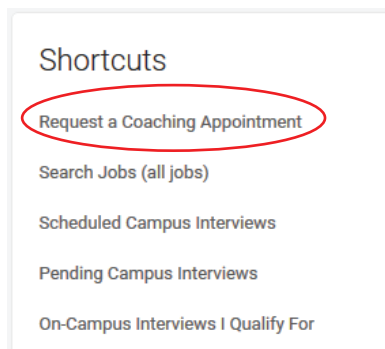 Shortcuts
Request a Coaching Appointment
Search Jobs (all jobs)
Scheduled Campus Interviews
Pending Campus Interviews
On-Campus Interviews I Qualify For